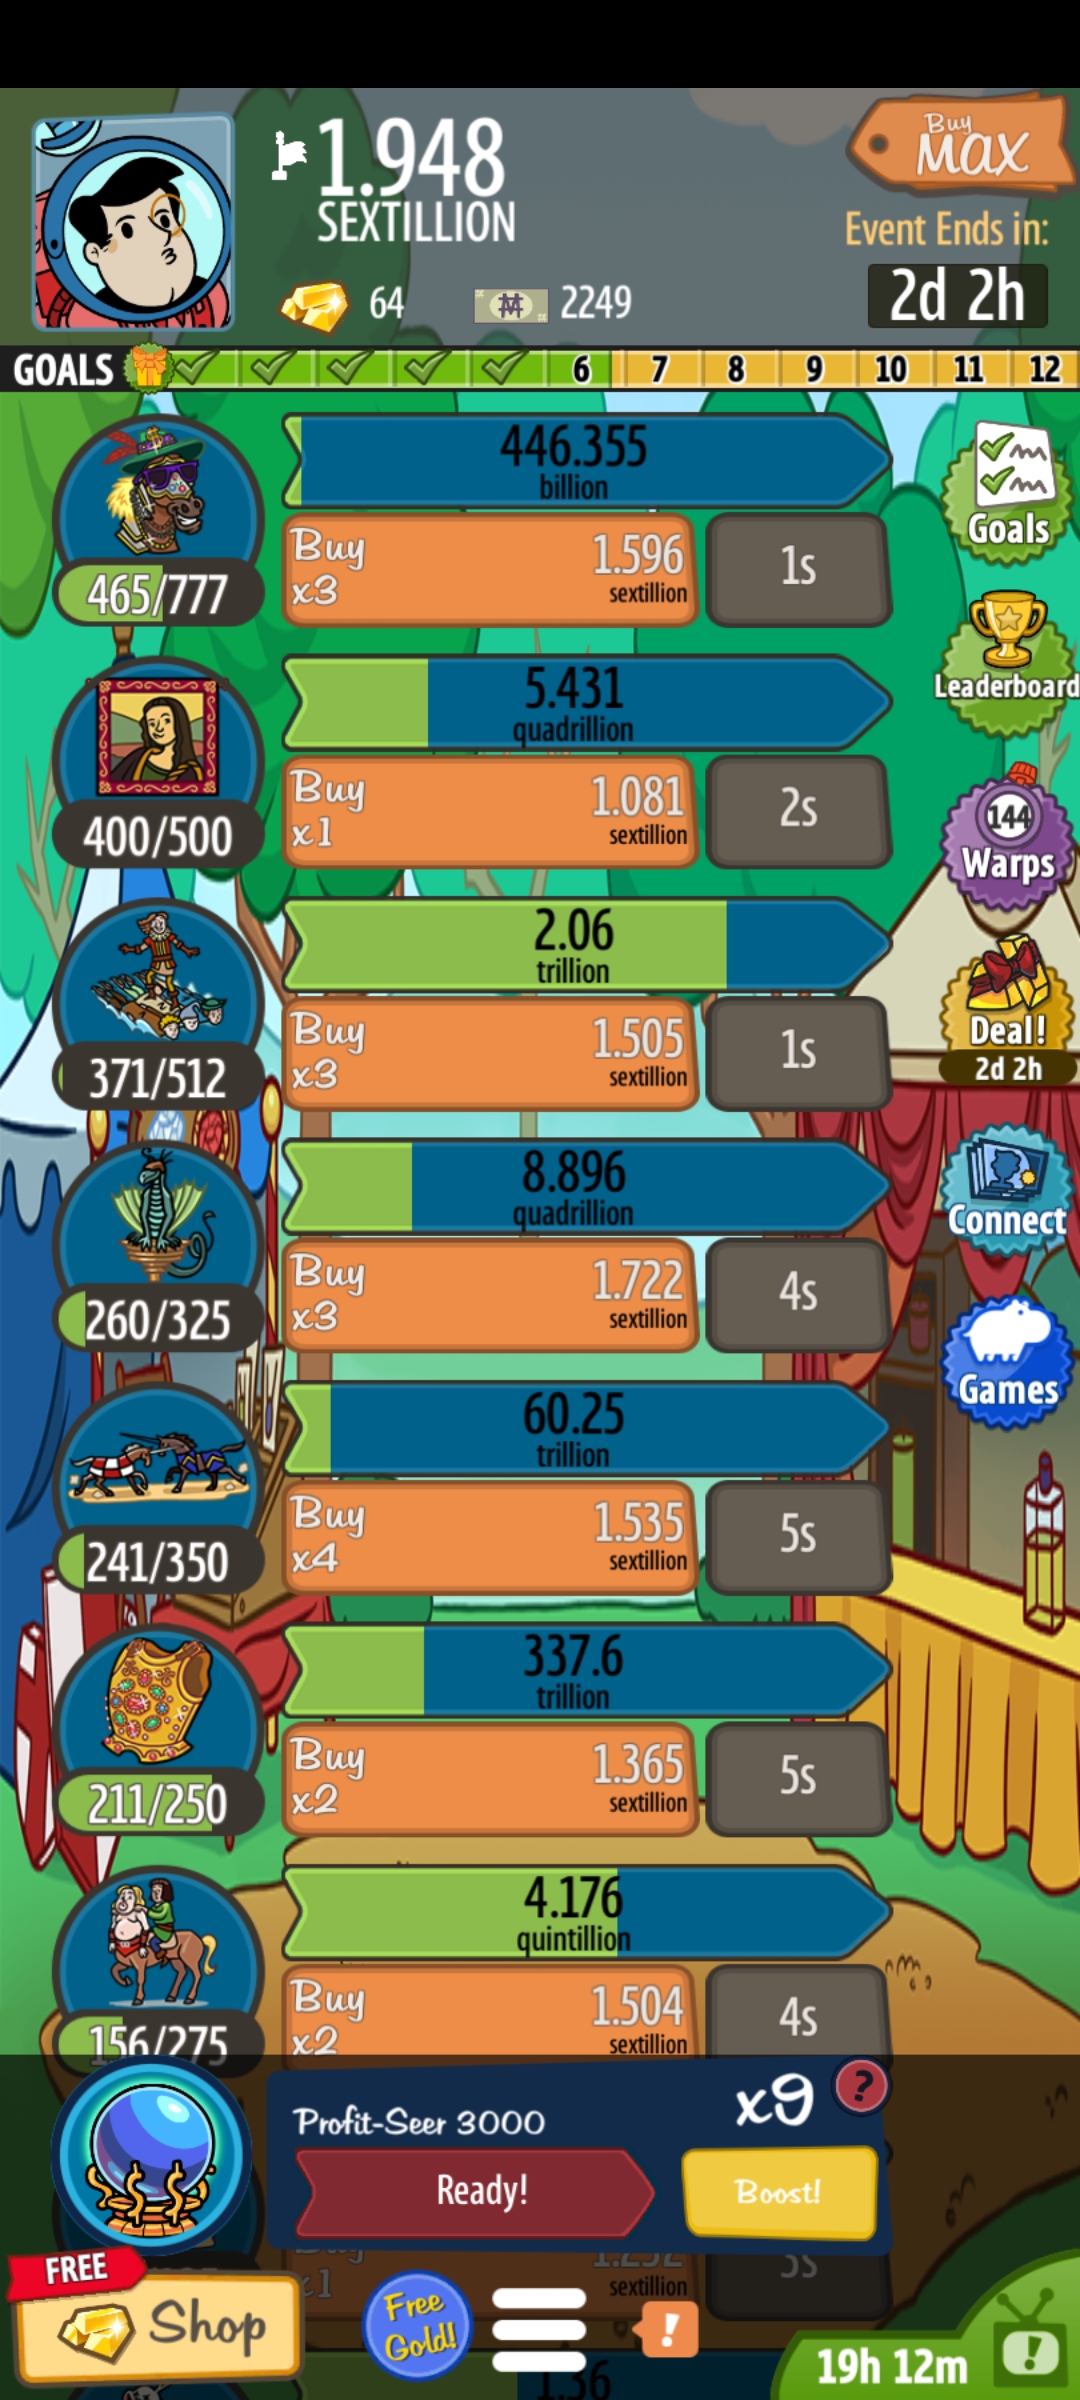 1.948
SEXTILLION
Buy
MAX
Event Ends in:
2d 2h
64
2249
GOALS
6 7 8 9 10 11 12
446.355
billion
465/777
Buy
x3
1.596
sextillion
1s
Goals
5.431
quadrillion
400/500
Buy
x1
1.081
sextillion
2s
Leaderboard
144
Warps
2.06
trillion
371/512
Buy
x3
1.505
sextillion
1s
Deal!
2d 2h
8.896
quadrillion
260/325
Buy
x3
1.722
sextillion
4s
Connect
Games
60.25
trillion
241/350
Buy
x4
1.535
sextillion
5s
337.6
trillion
211/250
Buy
x2
1.365
sextillion
5s
4.176
quintillion
156/275
Buy
x2
1.504
sextillion
4s
Profit-Seer 3000
x9
?
Ready!
Boost!
x1
sextillion
FREE
Shop
Free
Gold!
!
19h 12m
!
1.36